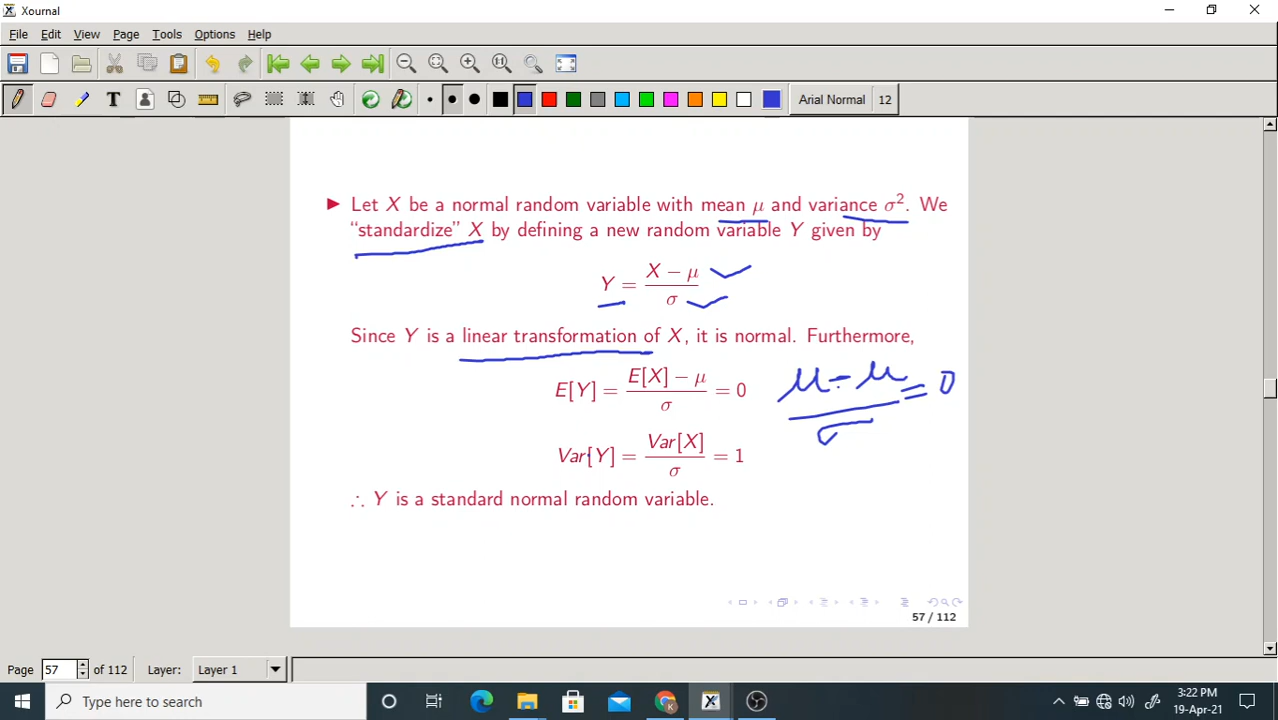 Xournal
File Edit View Page Tools Options Help
T Arial Normal 12
▶ Let X be a normal random variable with mean μ and variance σ². We
“standardize” X by defining a new random variable Y given by
Y = (X − μ) / σ
Since Y is a linear transformation of X, it is normal. Furthermore,
E[Y] = (E[X] − μ) / σ = 0
(μ − μ) / σ = 0
Var[Y] = Var[X] / σ = 1
∴ Y is a standard normal random variable.
57 / 112
Page 57 of 112 Layer: Layer 1
Type here to search
3:22 PM
19-Apr-21